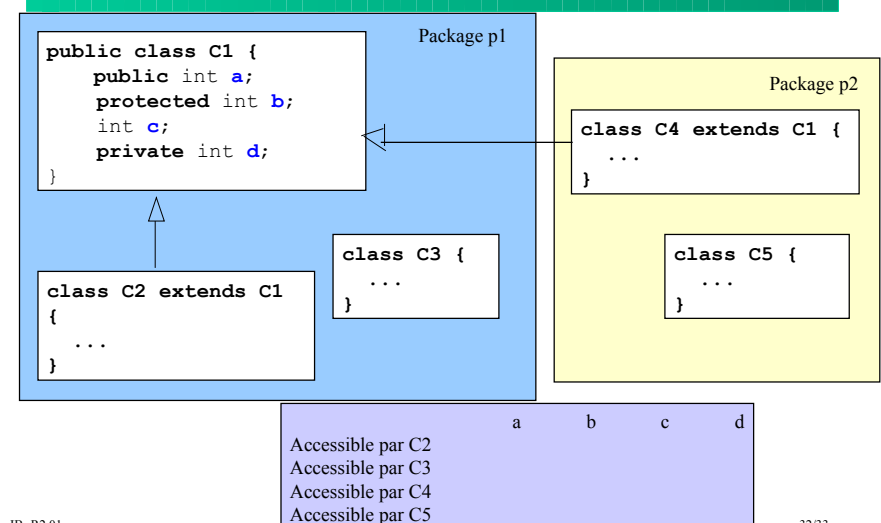 Package p1
public class C1 {
public int a;
protected int b;
int c;
private int d;
}
class C2 extends C1
{
...
}
class C3 {
...
}
Package p2
class C4 extends C1 {
...
}
class C5 {
...
}
a b c d
Accessible par C2
Accessible par C3
Accessible par C4
Accessible par C5